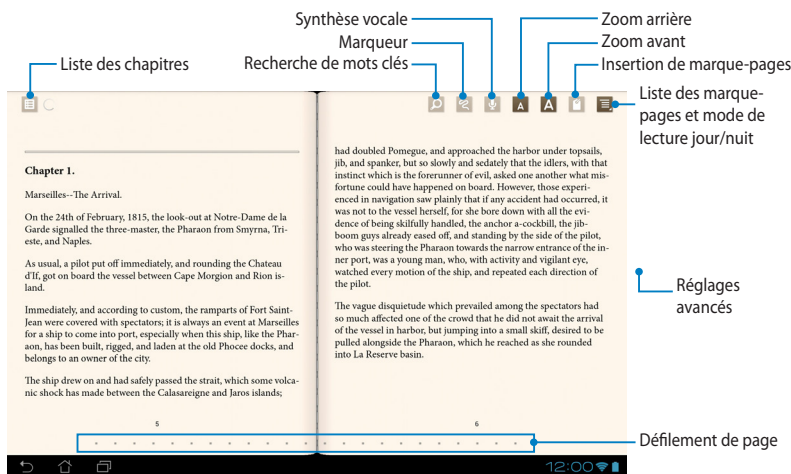 Synthèse vocale
Marqueur
Recherche de mots clés
Liste des chapitres
Zoom arrière
Zoom avant
Insertion de marque-pages
Liste des marque-
pages et mode de
lecture jour/nuit
A
A
Chapter 1.
Marseilles--The Arrival.
On the 24th of February, 1815, the look-out at Notre-Dame de la
Garde signalled the three-master, the Pharaon from Smyrna, Tri-
este, and Naples.
As usual, a pilot put off immediately, and rounding the Chateau
d'If, got on board the vessel between Cape Morgion and Rion is-
land.
Immediately, and according to custom, the ramparts of Fort Saint-
Jean were covered with spectators; it is always an event at Marseilles
for a ship to come into port, especially when this ship, like the Phar-
aon, has been built, rigged, and laden at the old Phocee docks, and
belongs to an owner of the city.
The ship drew on and had safely passed the strait, which some volca-
nic shock has made between the Calasareigne and Jaros islands;
5
had doubled Pomegue, and approached the harbor under topsails,
jib, and spanker, but so slowly and sedately that the idlers, with that
instinct which is the forerunner of evil, asked one another what mis-
fortune could have happened on board. However, those experi-
enced in navigation saw plainly that if any accident had occurred, it
was not to the vessel herself, for she bore down with all the evi-
dence of being skilfully handled, the anchor a-cockbill, the jib-
boom guys already eased off, and standing by the side of the pilot,
who was steering the Pharaon towards the narrow entrance of the in-
ner port, was a young man, who, with activity and vigilant eye,
watched every motion of the ship, and repeated each direction of
the pilot.
The vague disquietude which prevailed among the spectators had
so much affected one of the crowd that he did not await the arrival
of the vessel in harbor, but jumping into a small skiff, desired to be
pulled alongside the Pharaon, which he reached as she rounded
into La Reserve basin.
6
Réglages
avancés
Défilement de page
12:00